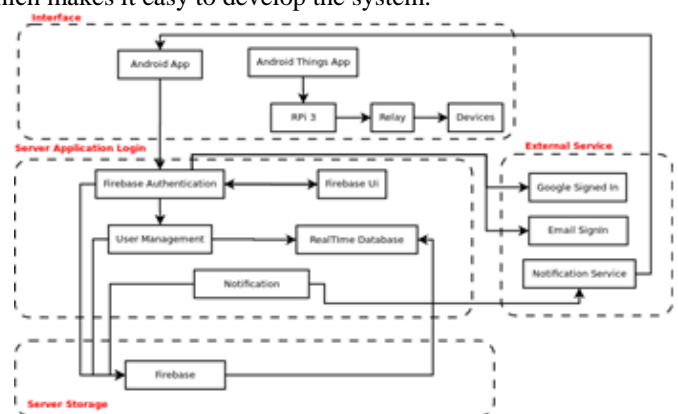 which makes it easy to develop the system.
Interface
Android App
Android Things App
RPi 3
Relay
Devices
Server Application Login
External Service
Firebase Authentication
Firebase Ui
Google Signed In
User Management
RealTime Database
Email SignIn
Notification
Notification Service
Firebase
Server Storage